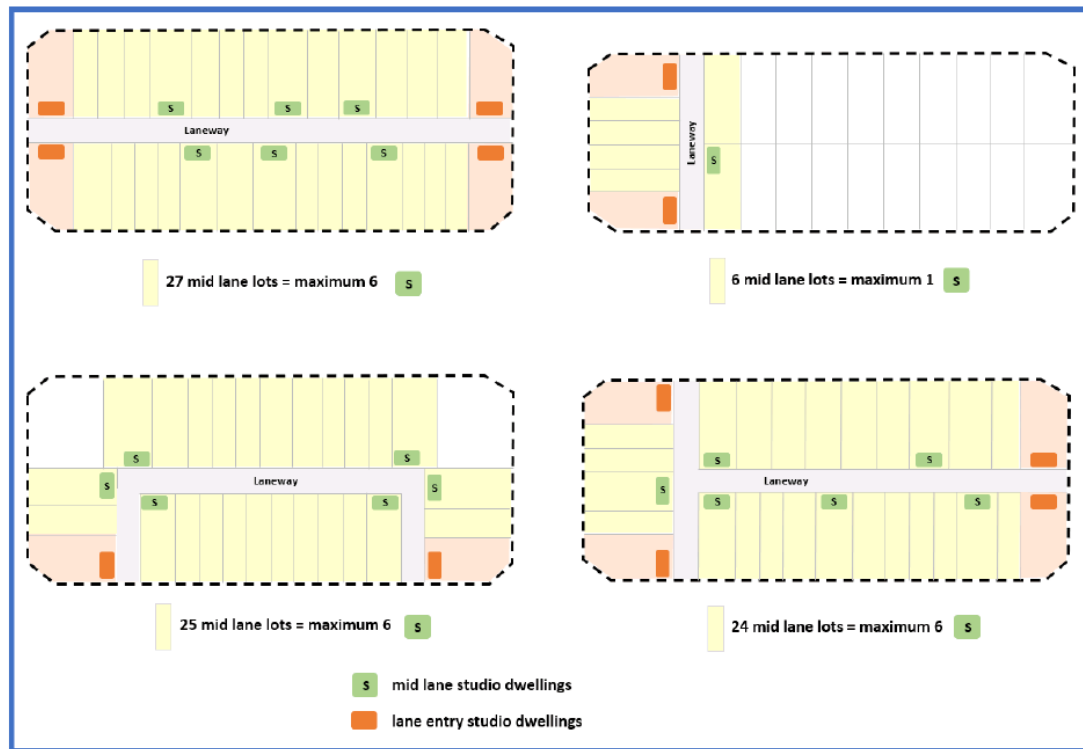 S
S
S
Laneway
S
S
S
27 mid lane lots = maximum 6
S
Laneway
S
6 mid lane lots = maximum 1
S
S
S
S
Laneway
S
S
S
25 mid lane lots = maximum 6
S
S
S
S
Laneway
S
S
S
24 mid lane lots = maximum 6
S
S
mid lane studio dwellings
lane entry studio dwellings